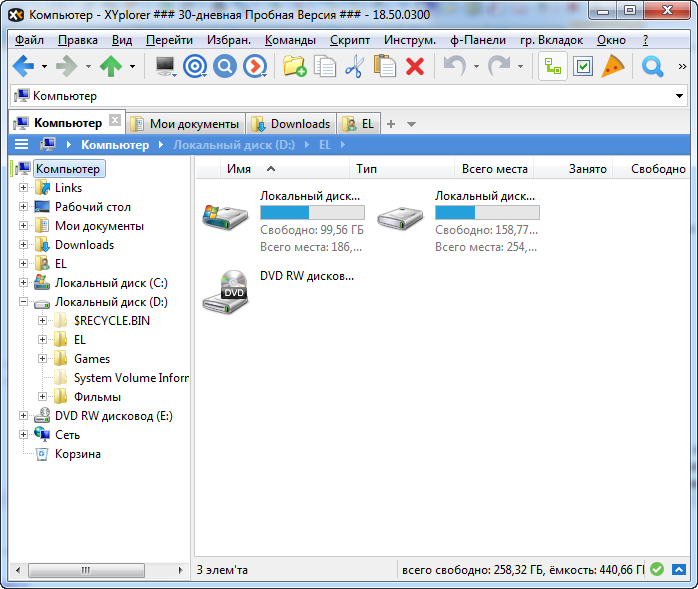 Компьютер - XYplorer ### 30-дневная Пробная Версия ### - 18.50.0300
Файл Правка Вид Перейти Избран. Команды Скрипт Инструм. ф-Панели гр. Вкладок Окно ?
Компьютер
Компьютер Мои документы Downloads EL
Компьютер Локальный диск (D:) EL
Имя Тип Всего места Занято Свободно
Компьютер
Links
Рабочий стол
Мои документы
Downloads
EL
Локальный диск (C:)
Локальный диск (D:)
$RECYCLE.BIN
EL
Games
System Volume Inforr
Фильмы
DVD RW дисковод (E:)
Сеть
Корзина
Локальный диск...
Свободно: 99,56 ГБ
Всего места: 186,...
Локальный диск...
Свободно: 158,77...
Всего места: 254,...
DVD
DVD RW дисков...
3 элем'та
всего свободно: 258,32 ГБ, ёмкость: 440,66 Г